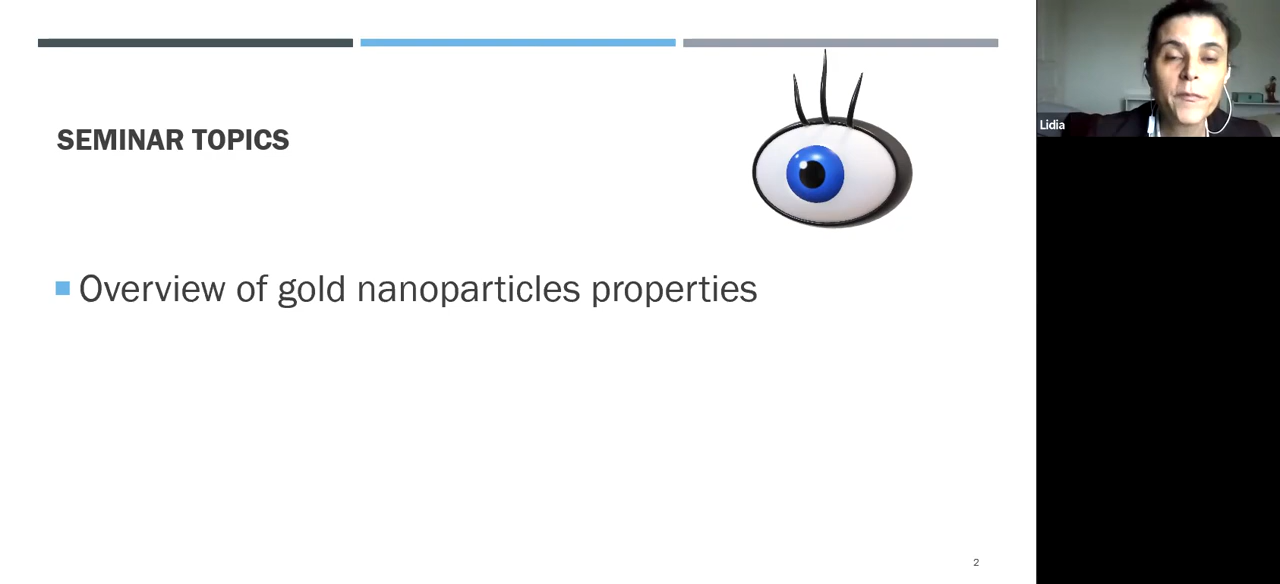 SEMINAR TOPICS
Overview of gold nanoparticles properties
2
Lidia